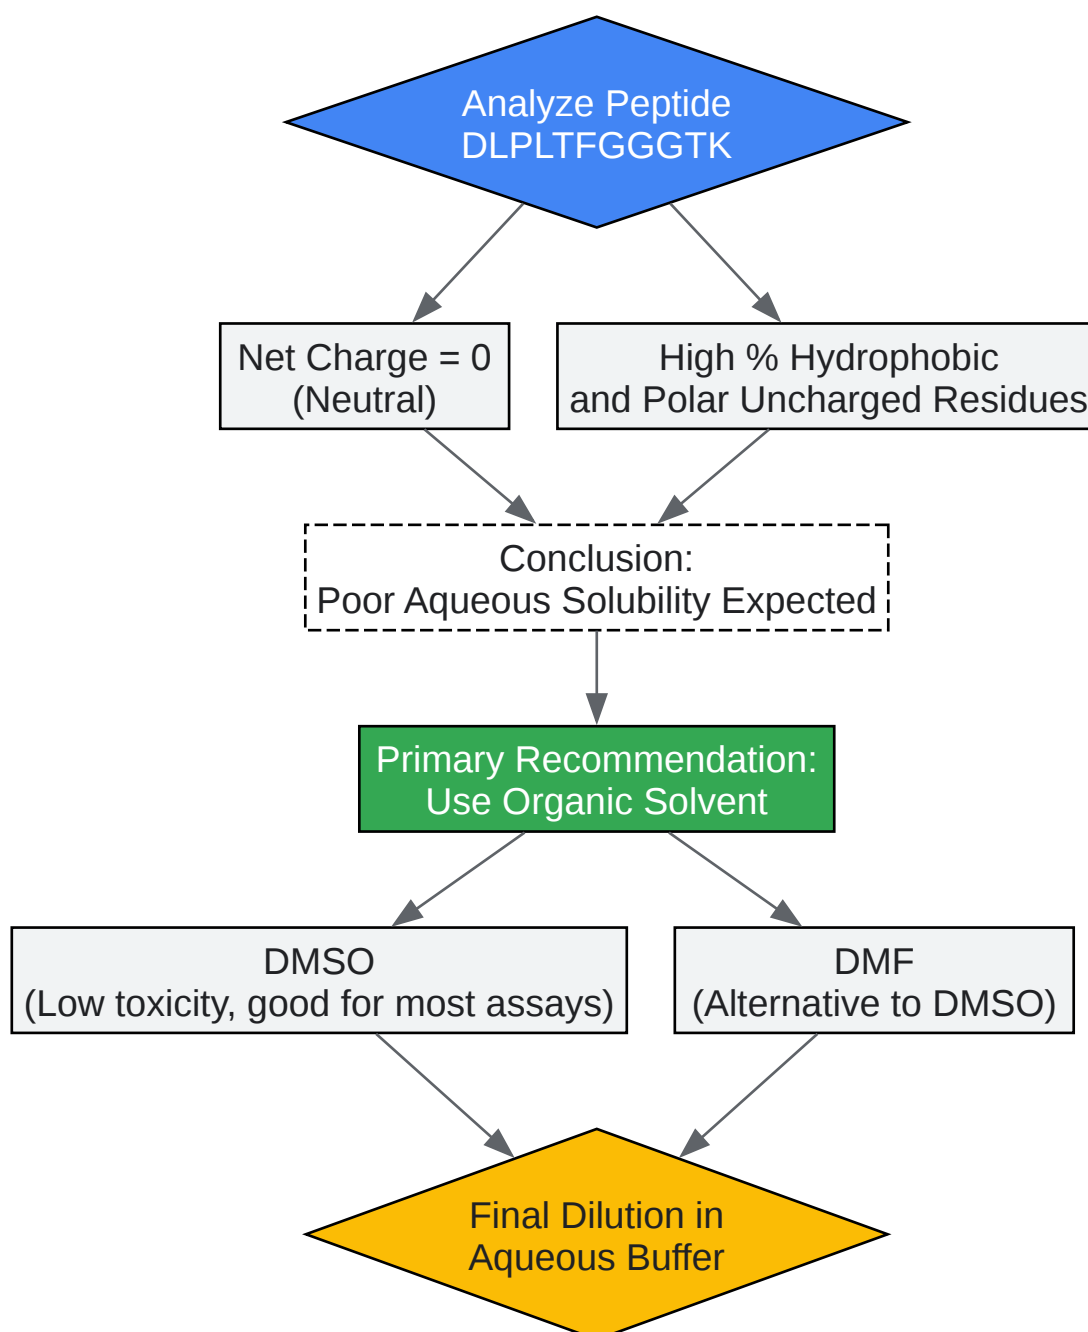 Analyze Peptide
DLPLTFGGGTK
Net Charge = 0
(Neutral)
High % Hydrophobic
and Polar Uncharged Residues
Conclusion:
Poor Aqueous Solubility Expected
Primary Recommendation:
Use Organic Solvent
DMSO
(Low toxicity, good for most assays)
DMF
(Alternative to DMSO)
Final Dilution in
Aqueous Buffer